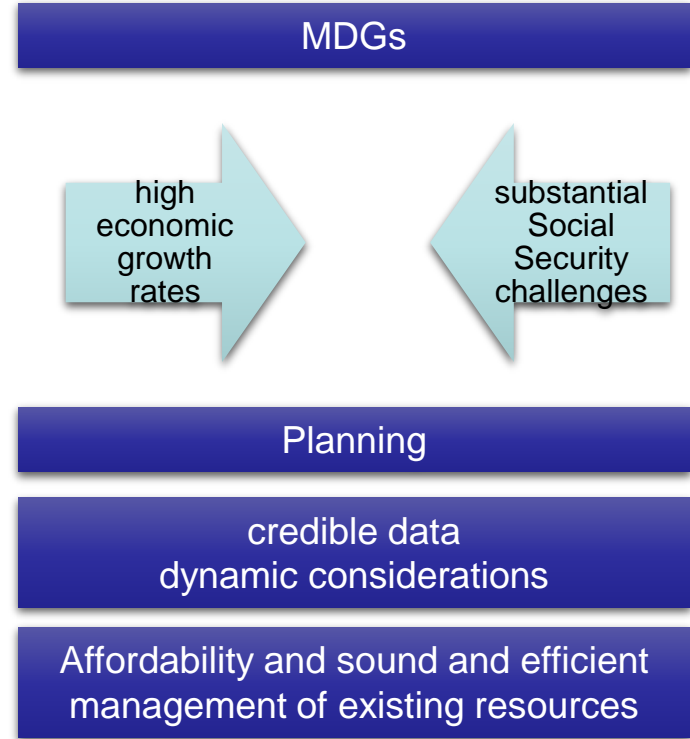 MDGs
high
economic
growth
rates
substantial
Social
Security
challenges
Planning
credible data
dynamic considerations
Affordability and sound and efficient
management of existing resources